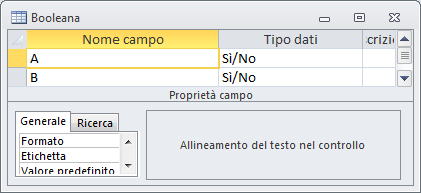 Booleana
Nome campo Tipo dati crizi
A Sì/No
B Sì/No
Proprietà campo
Generale Ricerca
Formato
Etichetta
Valore predefinito
Allineamento del testo nel controllo